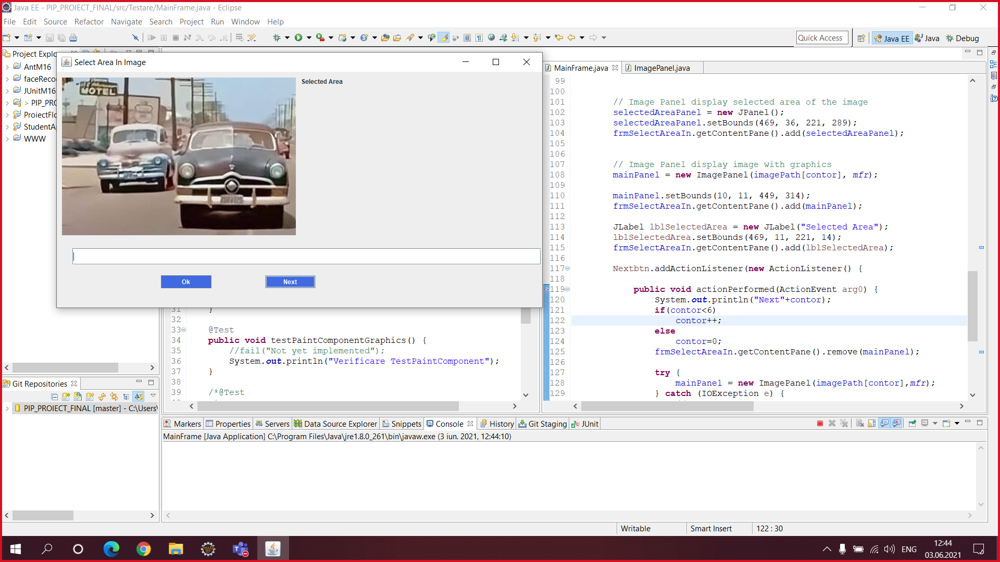 Java EE - PIP_PROIECT_FINAL/src/Testare/MainFrame.java - Eclipse
File Edit Source Refactor Navigate Search Project Run Window Help
Quick Access
Java EE
Java
Debug
Project Explo
AntM16
faceReco
JUnitM16
> PIP_PRO
ProiectFlo
StudentA
WWW
Select Area In Image
MOTEL
Selected Area
Ok
Next
MainFrame.java
ImagePanel.java
99
100
101 // Image Panel display selected area of the image
102 selectedAreaPanel = new JPanel();
103 selectedAreaPanel.setBounds(469, 36, 221, 289);
104 frmSelectAreaIn.getContentPane().add(selectedAreaPanel);
105
106
107 // Image Panel display image with graphics
108 mainPanel = new ImagePanel(imagePath[contor], mfr);
109
110 mainPanel.setBounds(10, 11, 449, 314);
111 frmSelectAreaIn.getContentPane().add(mainPanel);
112
113 JLabel lblSelectedArea = new JLabel("Selected Area");
114 lblSelectedArea.setBounds(469, 11, 221, 14);
115 frmSelectAreaIn.getContentPane().add(lblSelectedArea);
116
117 Nextbtn.addActionListener(new ActionListener() {
118
119 public void actionPerformed(ActionEvent arg0) {
120 System.out.println("Next"+contor);
121 if(contor<6)
122 contor++;
123 else
124 contor=0;
125 frmSelectAreaIn.getContentPane().remove(mainPanel);
126
127 try {
128 mainPanel = new ImagePanel(imagePath[contor],mfr);
129 } catch (IOException e) {
31 }
32
33 @Test
34 public void testPaintComponentGraphics() {
35 //fail("Not yet implemented");
36 System.out.println("Verificare TestPaintComponent");
37 }
38
39 /*@Test
Git Repositories
PIP_PROIECT_FINAL [master] - C:\Users\
Markers
Properties
Servers
Data Source Explorer
Snippets
Console
History
Git Staging
JUnit
MainFrame [Java Application] C:\Program Files\Java\jre1.8.0_261\bin\javaw.exe (3 iun. 2021, 12:44:10)
Writable
Smart Insert
122 : 30
ENG
12:44
03.06.2021